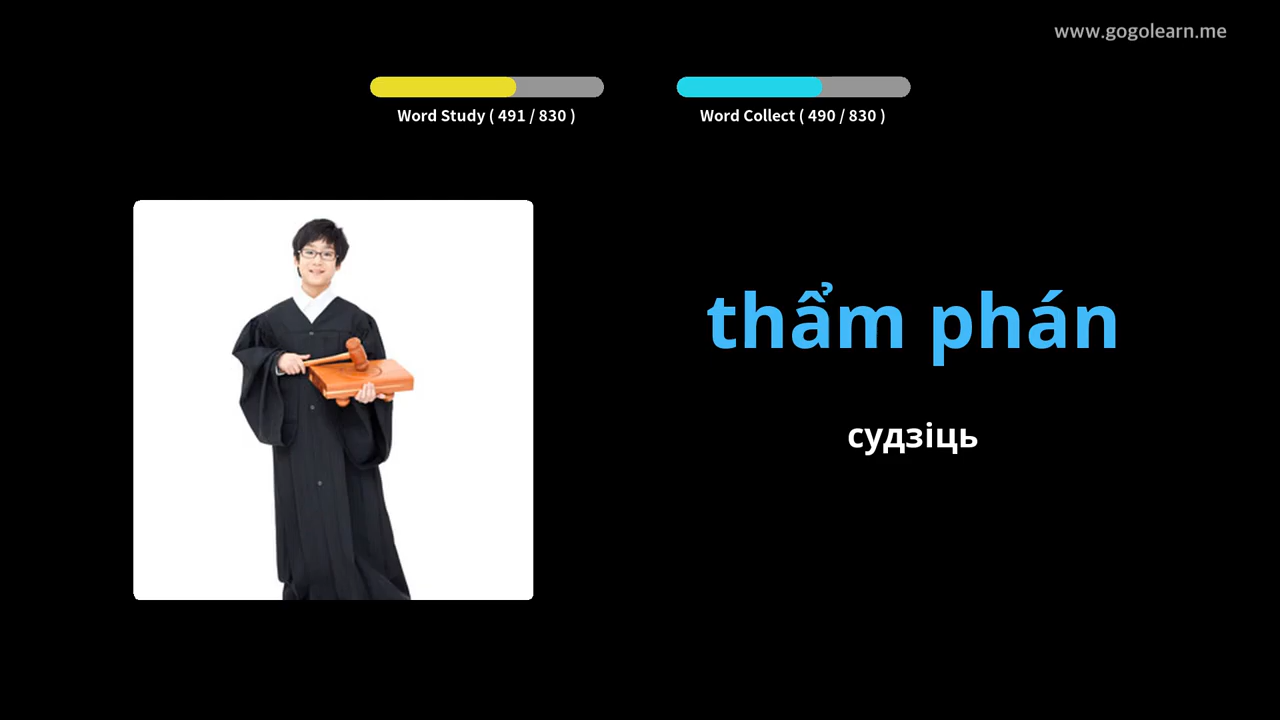 www.gogolearn.me
Word Study ( 491 / 830 )
Word Collect ( 490 / 830 )
thẩm phán
судзіць